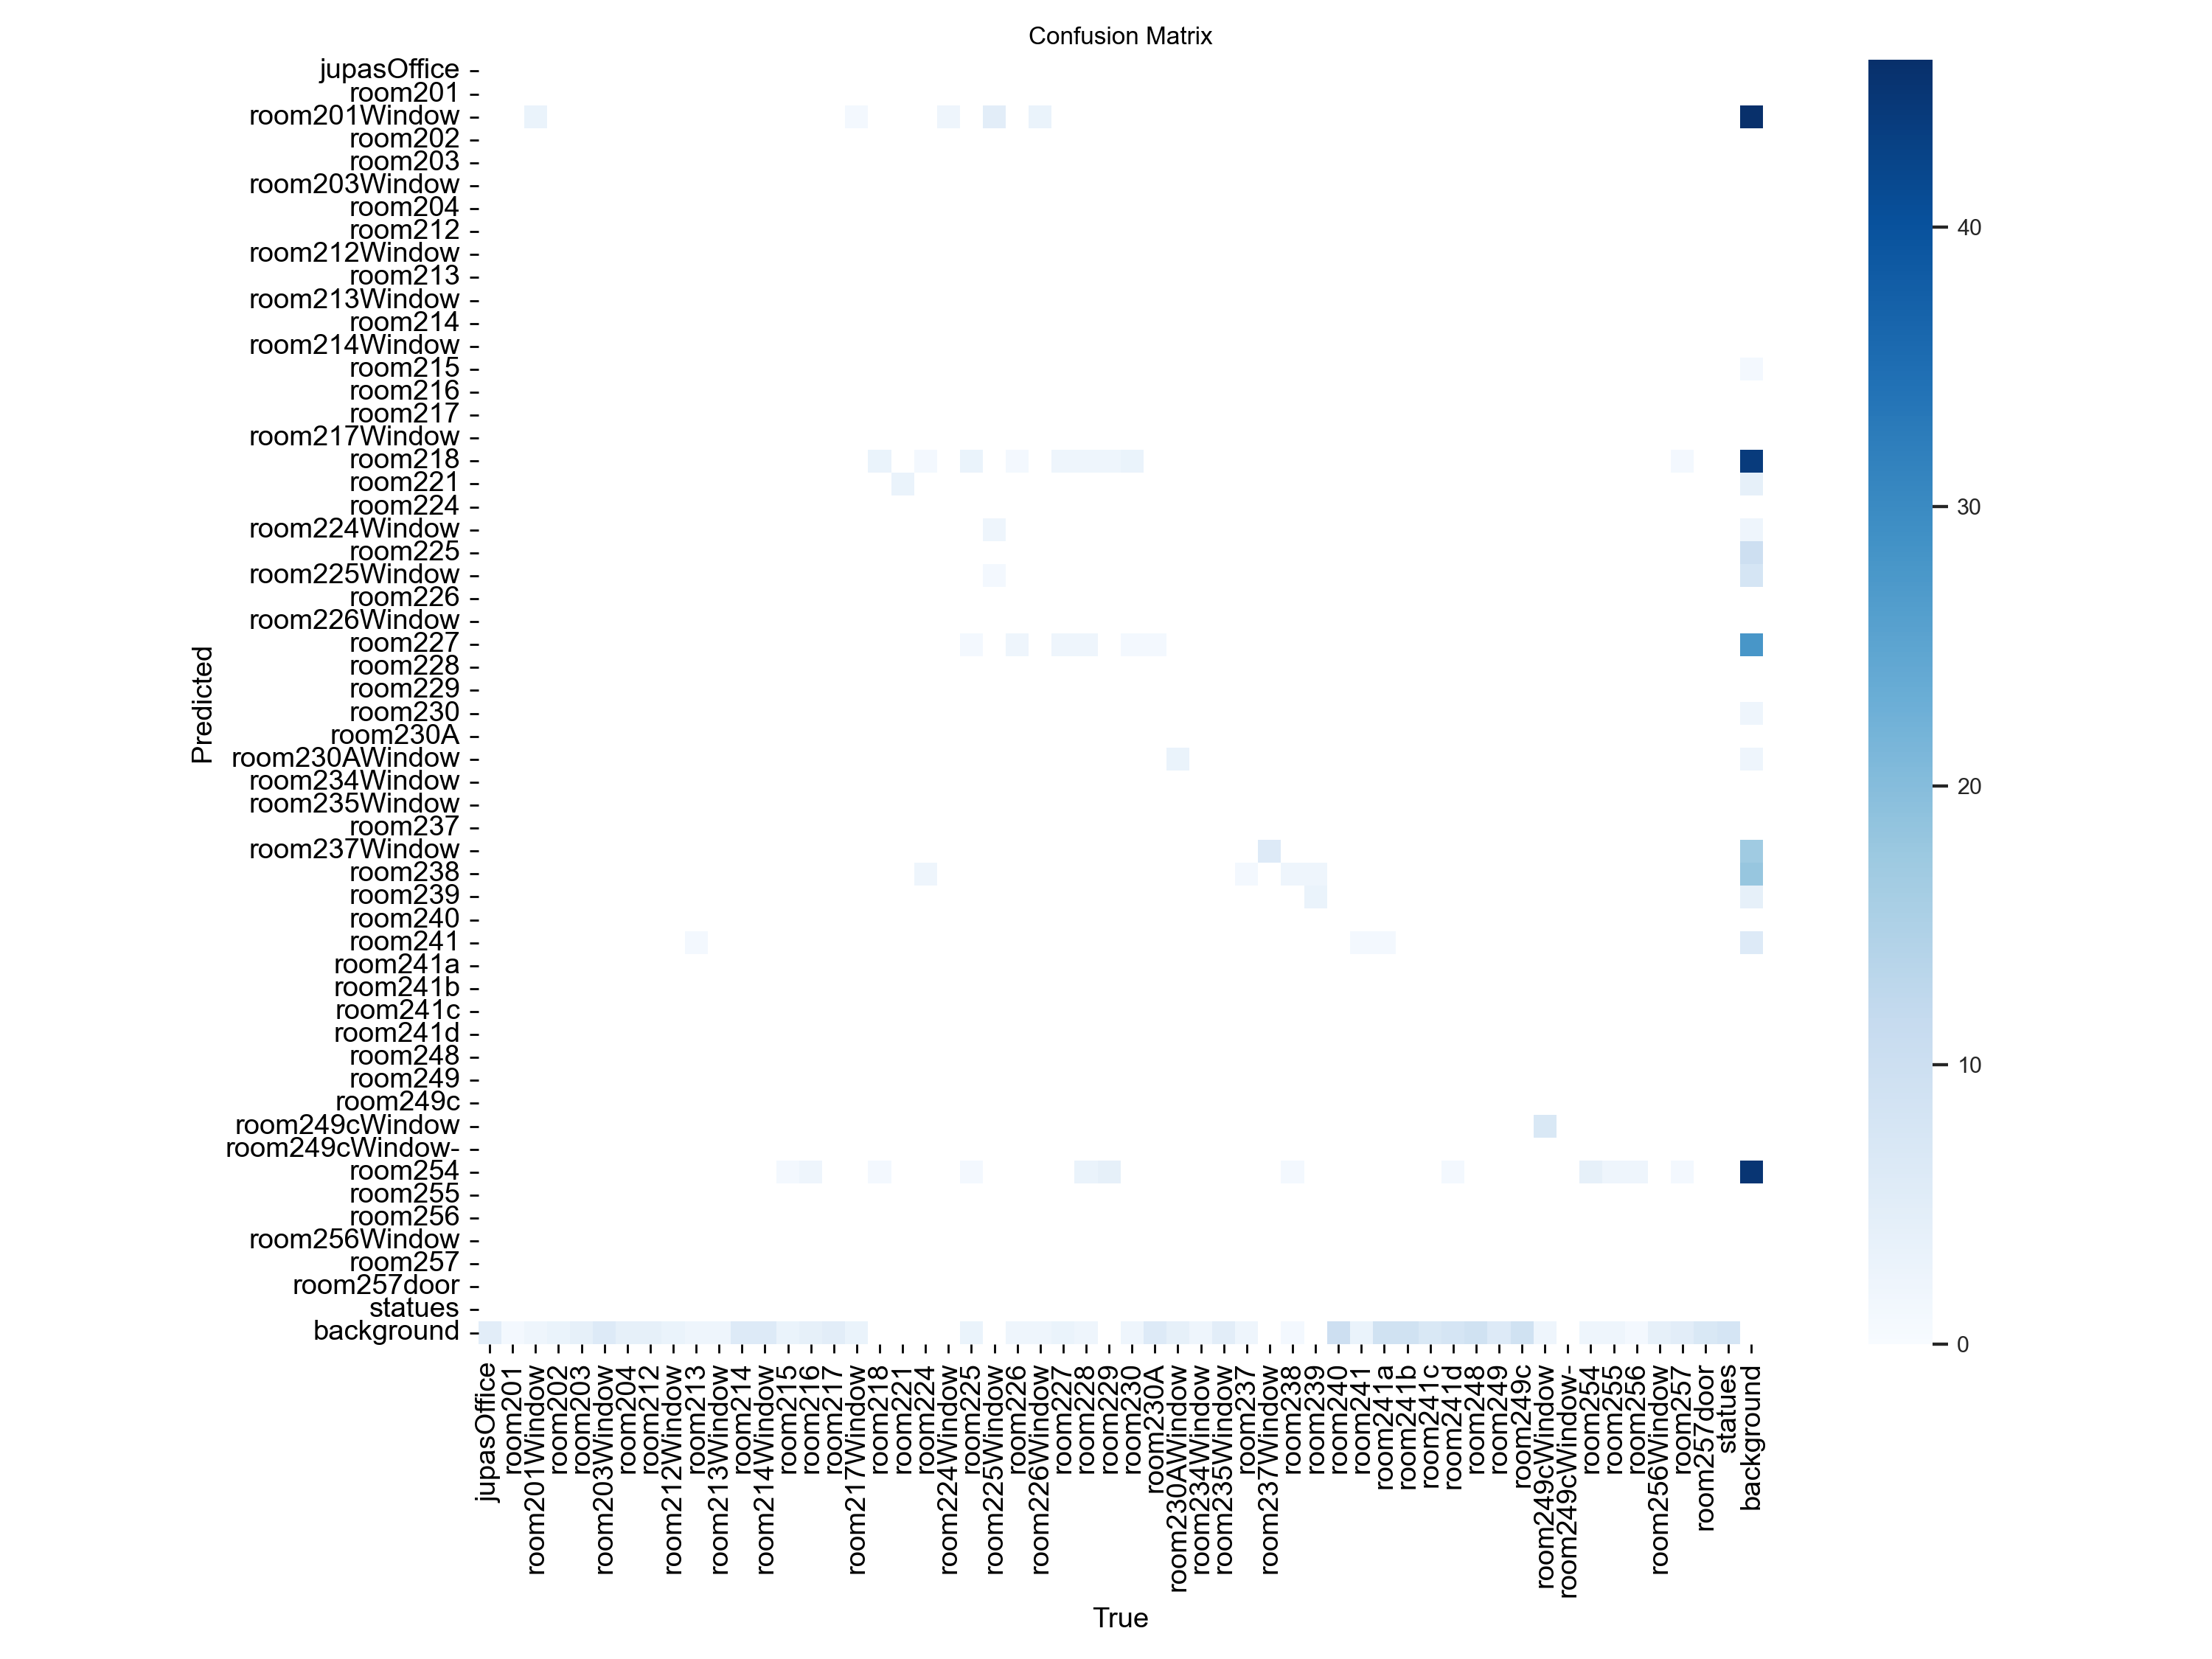 Confusion Matrix
Predicted
jupasOffice
room201
room201Window
room202
room203
room203Window
room204
room212
room212Window
room213
room213Window
room214
room214Window
room215
room216
room217
room217Window
room218
room221
room224
room224Window
room225
room225Window
room226
room226Window
room227
room228
room229
room230
room230A
room230AWindow
room234Window
room235Window
room237
room237Window
room238
room239
room240
room241
room241a
room241b
room241c
room241d
room248
room249
room249c
room249cWindow
room249cWindow-
room254
room255
room256
room256Window
room257
room257door
statues
background
jupasOffice
room201
room201Window
room202
room203
room203Window
room204
room212
room212Window
room213
room213Window
room214
room214Window
room215
room216
room217
room217Window
room218
room221
room224
room224Window
room225
room225Window
room226
room226Window
room227
room228
room229
room230
room230A
room230AWindow
room234Window
room235Window
room237
room237Window
room238
room239
room240
room241
room241a
room241b
room241c
room241d
room248
room249
room249c
room249cWindow
room249cWindow-
room254
room255
room256
room256Window
room257
room257door
statues
background
True
40
30
20
10
0